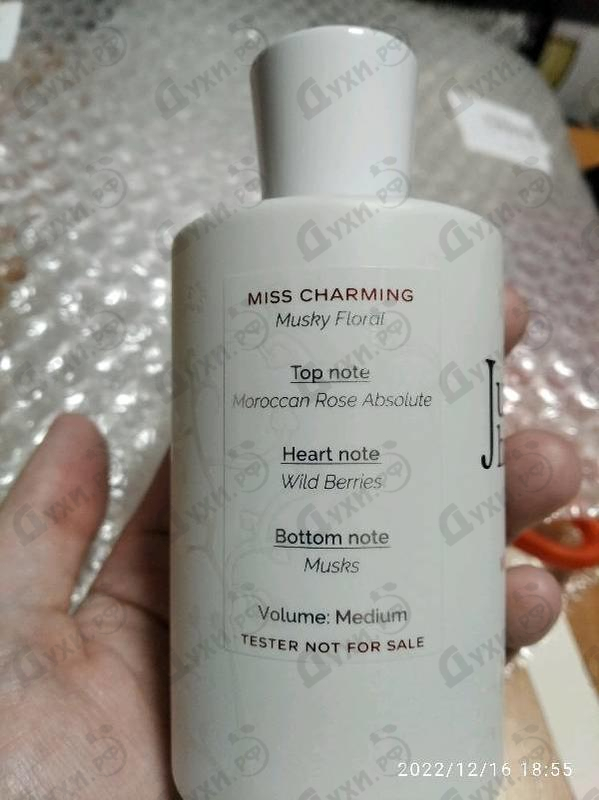 MISS CHARMING
Musky Floral
Top note
Moroccan Rose Absolute
Heart note
Wild Berries
Bottom note
Musks
Volume: Medium
TESTER NOT FOR SALE
2022/12/16 18:55
Духи.РФ